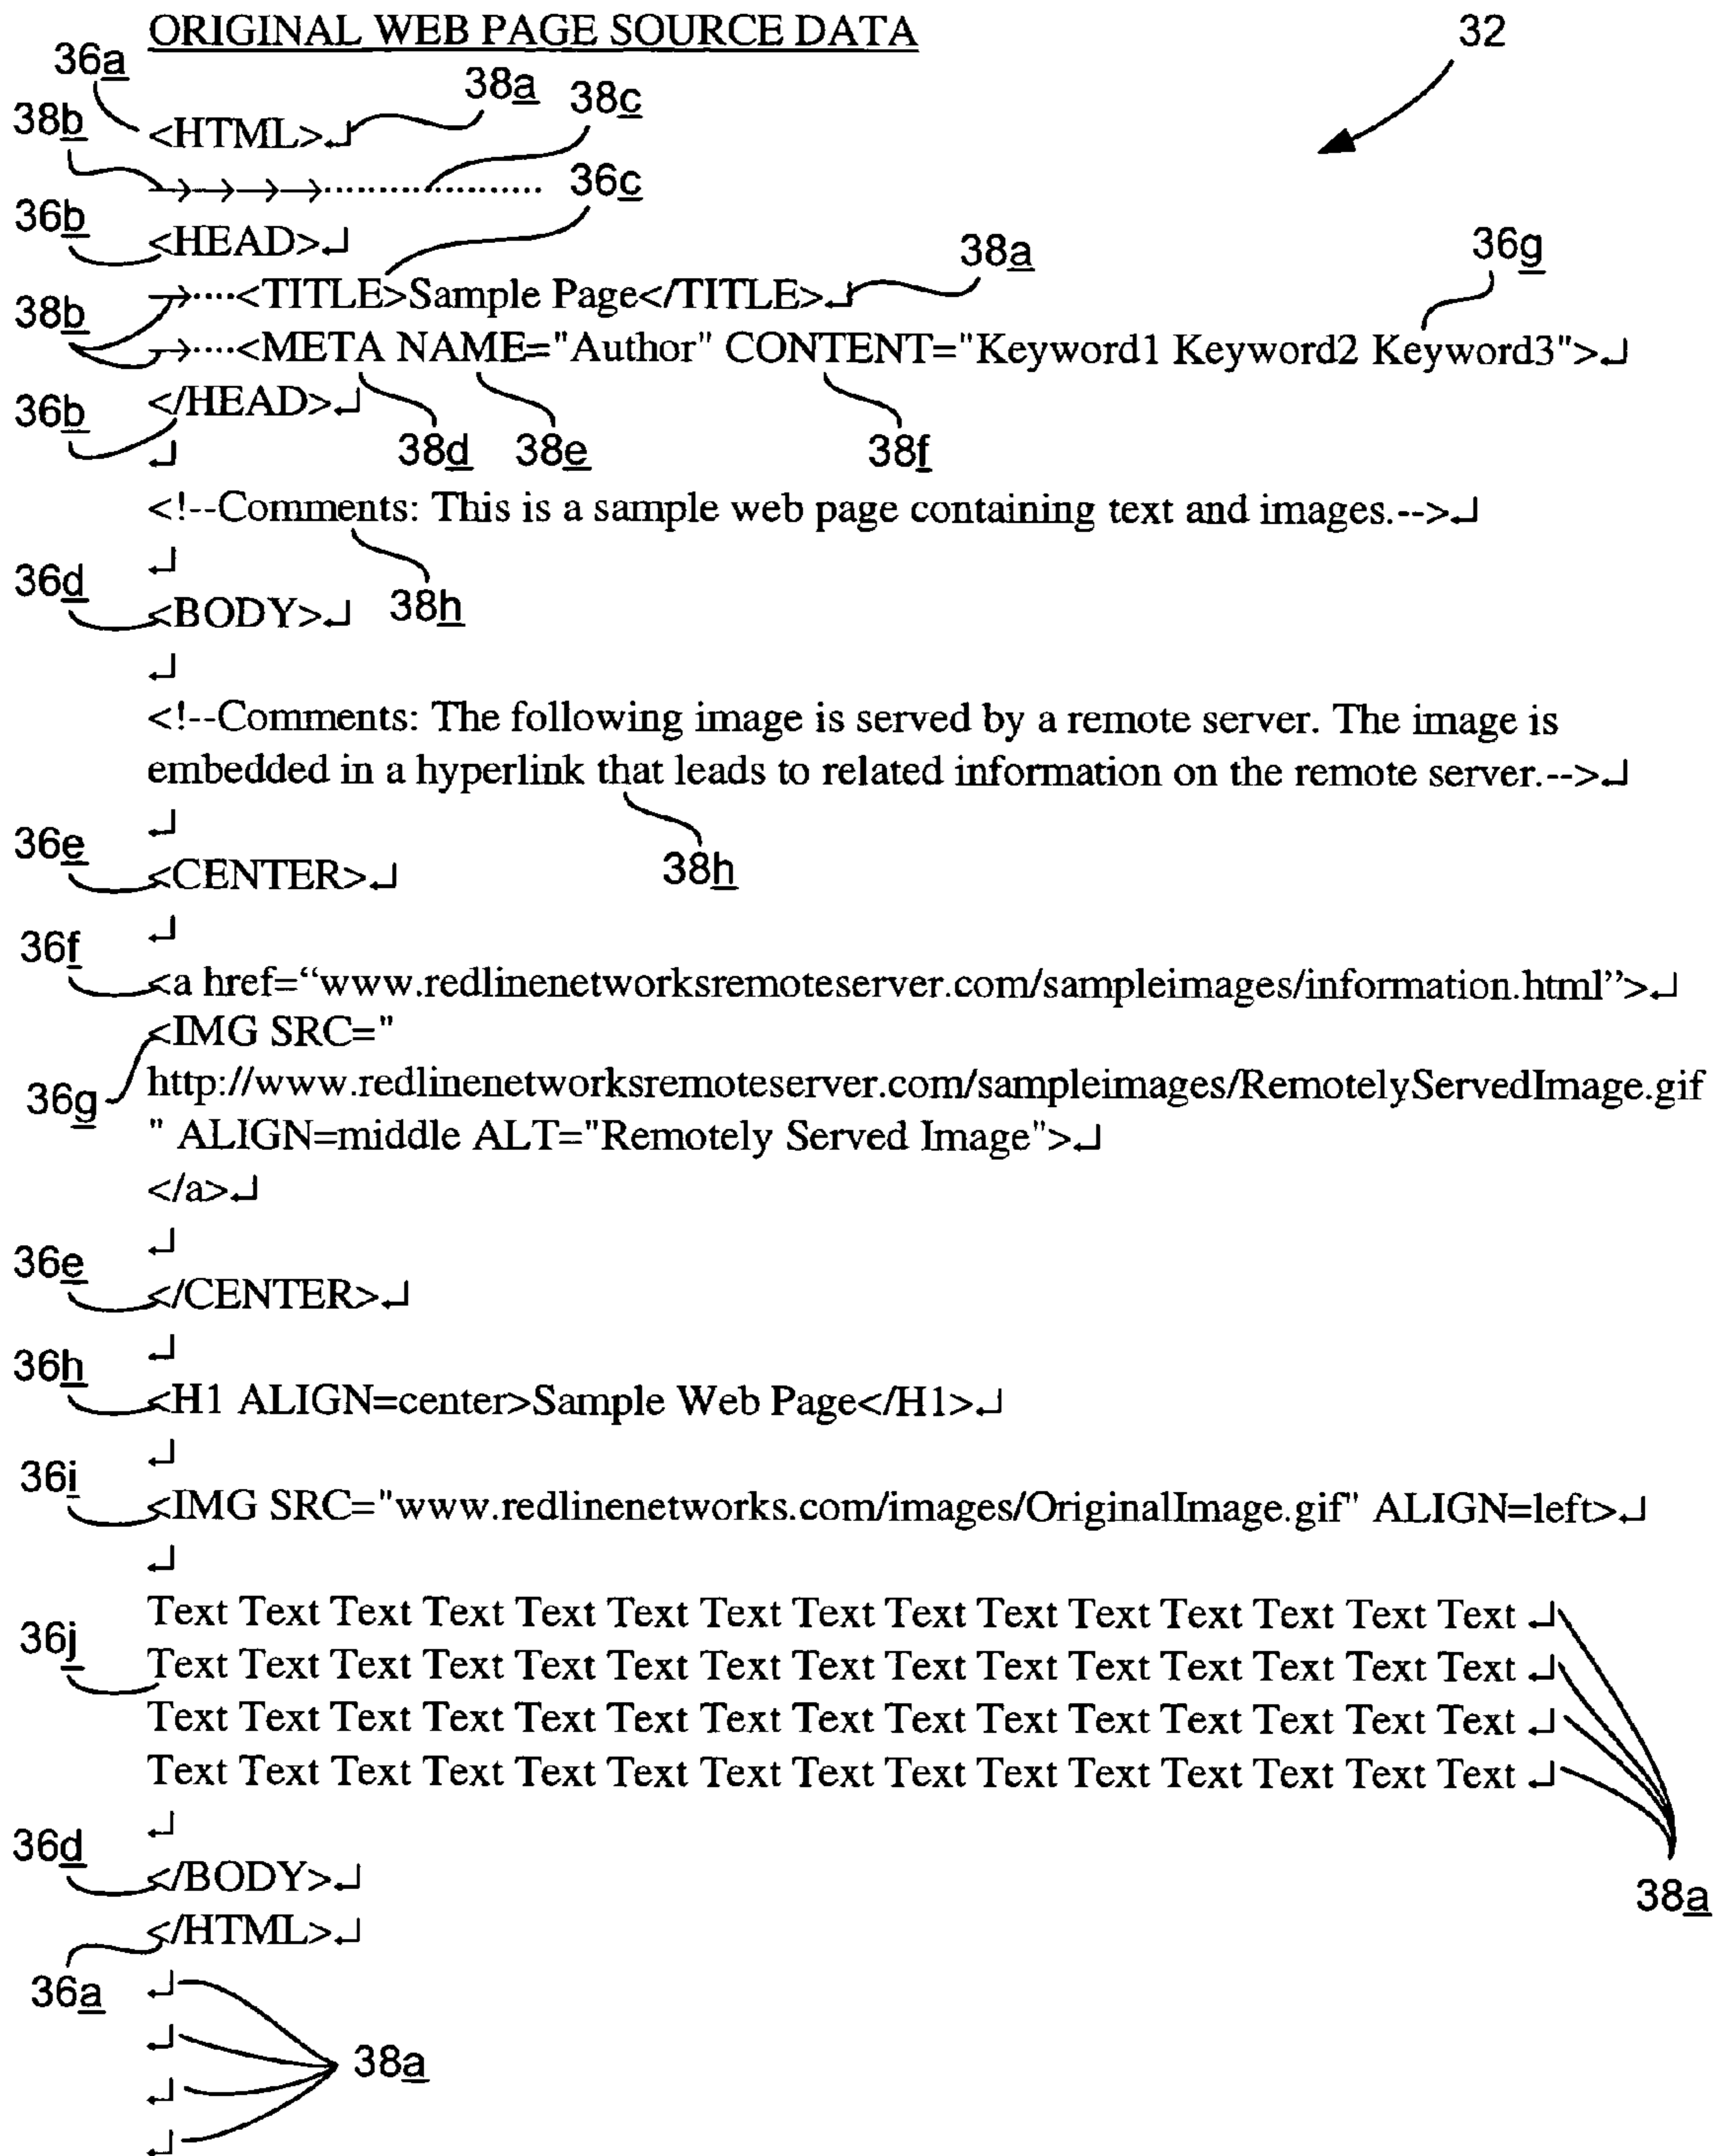 ORIGINAL WEB PAGE SOURCE DATA
32
36a
38a
38c
38b
<HTML>↵
→→→→························
36c
36b
<HEAD>↵
38a
36g
38b
→····<TITLE>Sample Page</TITLE>↵
→····<META NAME="Author" CONTENT="Keyword1 Keyword2 Keyword3">↵
36b
</HEAD>↵
38d
38e
38f
↵
<!--Comments: This is a sample web page containing text and images.-->↵
↵
36d
<BODY>↵
38h
↵
<!--Comments: The following image is served by a remote server. The image is
embedded in a hyperlink that leads to related information on the remote server.-->↵
↵
36e
<CENTER>↵
38h
↵
36f
<a href=“www.redlinenetworksremoteserver.com/sampleimages/information.html”>↵
<IMG SRC="
36g
http://www.redlinenetworksremoteserver.com/sampleimages/RemotelyServedImage.gif
" ALIGN=middle ALT="Remotely Served Image">↵
</a>↵
↵
36e
</CENTER>↵
↵
36h
<H1 ALIGN=center>Sample Web Page</H1>↵
↵
36i
<IMG SRC="www.redlinenetworks.com/images/OriginalImage.gif" ALIGN=left>↵
↵
Text Text Text Text Text Text Text Text Text Text Text Text Text Text Text ↵
36j
Text Text Text Text Text Text Text Text Text Text Text Text Text Text Text ↵
Text Text Text Text Text Text Text Text Text Text Text Text Text Text Text ↵
Text Text Text Text Text Text Text Text Text Text Text Text Text Text Text ↵
↵
36d
</BODY>↵
38a
</HTML>↵
36a
↵
↵
38a
↵
↵